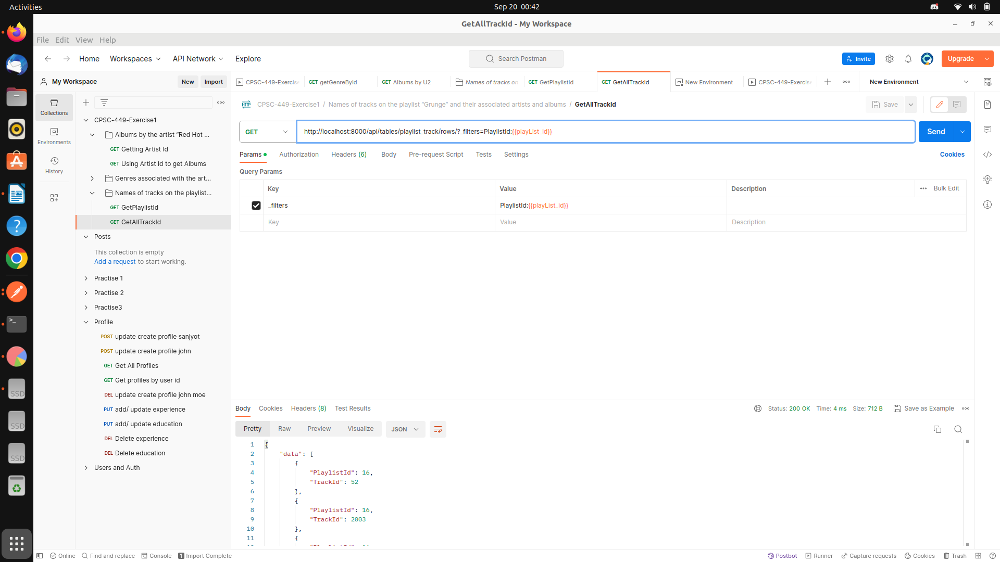 Activities
Sep 20 00:42
GetAllTrackId - My Workspace
File Edit View Help
Home Workspaces API Network Explore
Search Postman
Invite
Upgrade
My Workspace
New Import
CPSC-449-Exercise
GET getGenreById
GET Albums by U2
Names of tracks on
GET GetPlaylistId
GET GetAllTrackId
New Environment
CPSC-449-Exercise
New Environment
Collections
Environments
History
CPSC-449-Exercise1
Albums by the artist “Red Hot ...
GET Getting Artist Id
GET Using Artist Id to get Albums
Genres associated with the art...
Names of tracks on the playlist...
GET GetPlaylistId
GET GetAllTrackId
Posts
This collection is empty
Add a request to start working.
Practise 1
Practise 2
Practise3
Profile
POST update create profile sanjyot
POST update create profile john
GET Get All Profiles
GET Get profiles by user id
DEL update create profile john moe
PUT add/ update experience
PUT add/ update education
DEL Delete experience
DEL Delete education
Users and Auth
HTTP
CPSC-449-Exercise1 / Names of tracks on the playlist “Grunge” and their associated artists and albums / GetAllTrackId
Save
GET
http://localhost:8000/api/tables/playlist_track/rows/?_filters=PlaylistId:{{playList_id}}
Send
Params Authorization Headers (6) Body Pre-request Script Tests Settings
Cookies
Query Params
Key Value Description
Bulk Edit
_filters PlaylistId:{{playList_id}}
Key Value Description
Body Cookies Headers (8) Test Results
Status: 200 OK Time: 4 ms Size: 712 B
Save as Example
Pretty Raw Preview Visualize
JSON
1 {
2 "data": [
3 {
4 "PlaylistId": 16,
5 "TrackId": 52
6 },
7 {
8 "PlaylistId": 16,
9 "TrackId": 2003
10 },
11 {
SSD
SSD
SSD
Online Find and replace Console 1 Import Complete
Postbot Runner Capture requests Cookies Trash